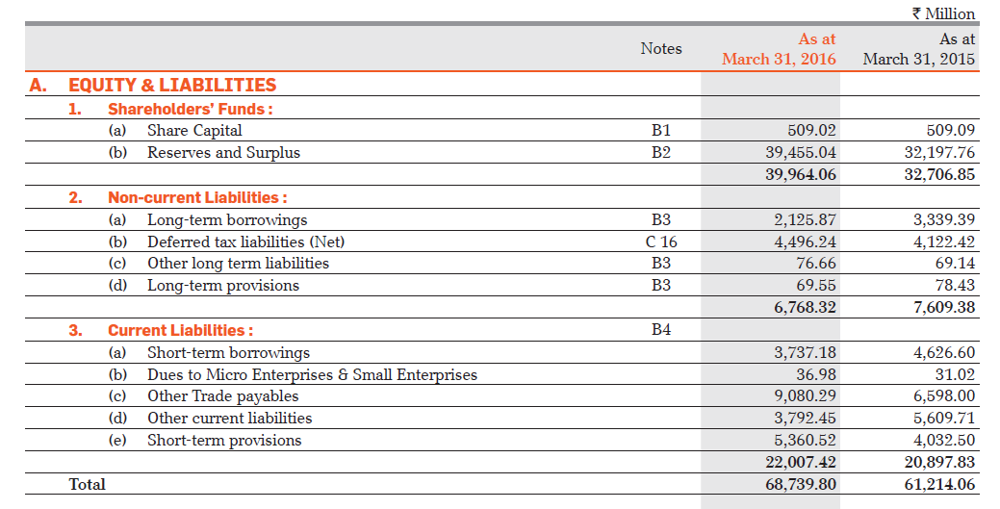 ₹ Million
Notes As at March 31, 2016 As at March 31, 2015
A. EQUITY & LIABILITIES
1. Shareholders' Funds :
(a) Share Capital B1 509.02 509.09
(b) Reserves and Surplus B2 39,455.04 32,197.76
39,964.06 32,706.85
2. Non-current Liabilities :
(a) Long-term borrowings B3 2,125.87 3,339.39
(b) Deferred tax liabilities (Net) C 16 4,496.24 4,122.42
(c) Other long term liabilities B3 76.66 69.14
(d) Long-term provisions B3 69.55 78.43
6,768.32 7,609.38
3. Current Liabilities : B4
(a) Short-term borrowings 3,737.18 4,626.60
(b) Dues to Micro Enterprises & Small Enterprises 36.98 31.02
(c) Other Trade payables 9,080.29 6,598.00
(d) Other current liabilities 3,792.45 5,609.71
(e) Short-term provisions 5,360.52 4,032.50
22,007.42 20,897.83
Total 68,739.80 61,214.06